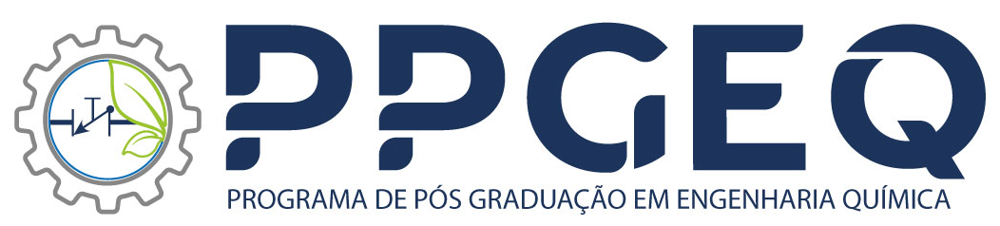 PPGEQ
PROGRAMA DE PÓS GRADUAÇÃO EM ENGENHARIA QUÍMICA